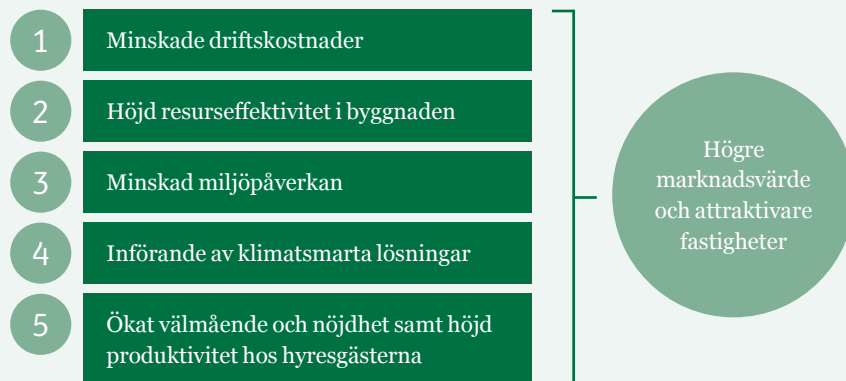 1 Minskade driftskostnader
2 Höjd resurseffektivitet i byggnaden
3 Minskad miljöpåverkan
4 Införande av klimatsmarta lösningar
5 Ökat välmående och nöjdhet samt höjd
produktivitet hos hyresgästerna
Högre
marknadsvärde
och attraktivare
fastigheter